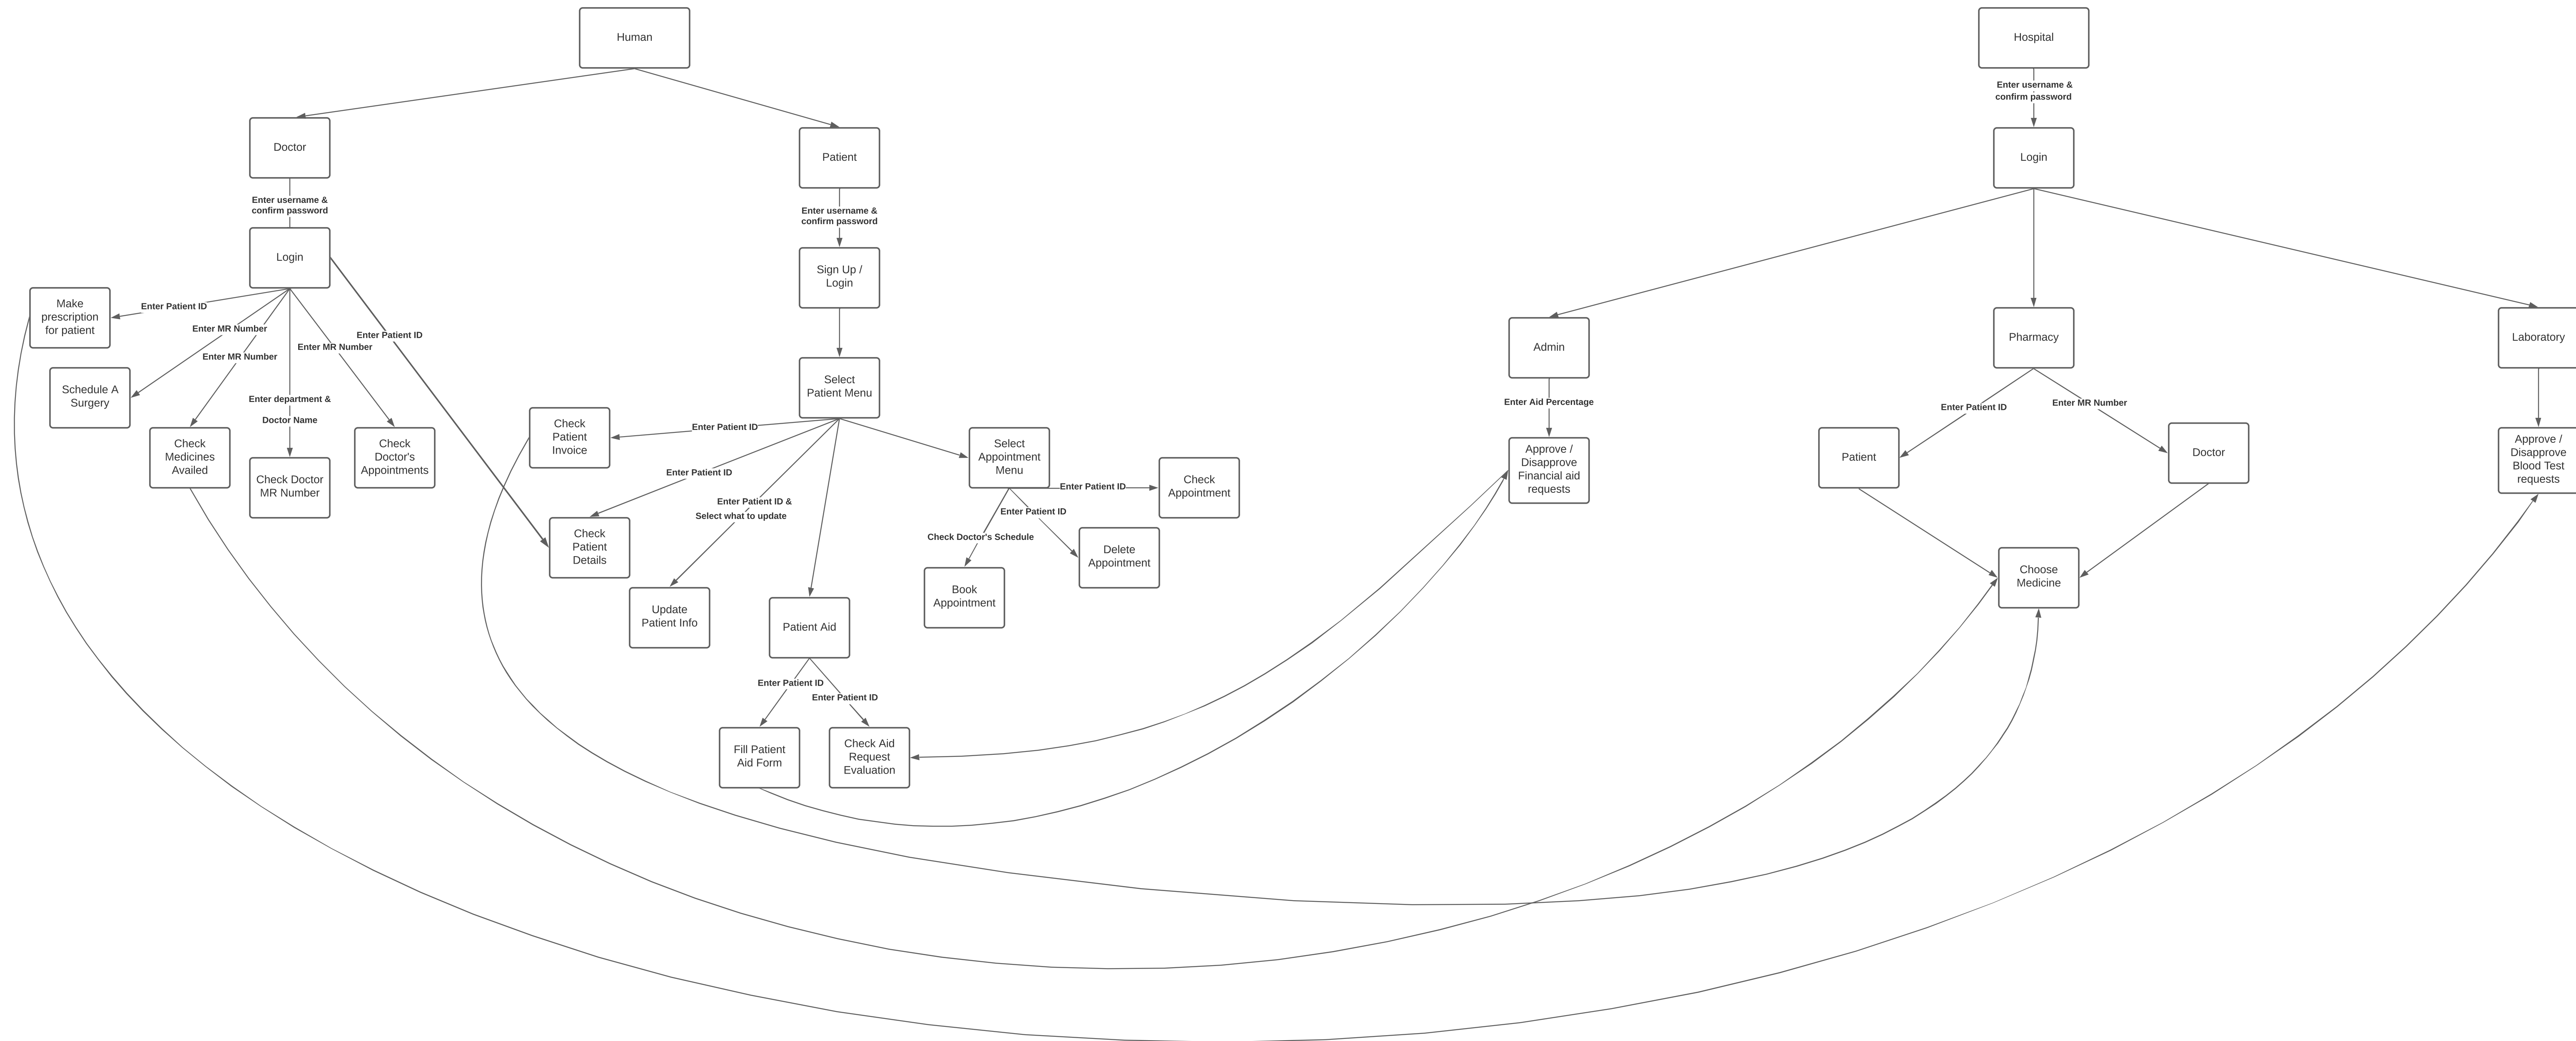 Human
Hospital
Enter username &
confirm password
Doctor
Patient
Login
Enter username &
confirm password
Enter username &
confirm password
Login
Sign Up /
Login
Make
prescription
for patient
Enter Patient ID
Enter MR Number
Enter MR Number
Enter MR Number
Enter Patient ID
Enter department &
Doctor Name
Schedule A
Surgery
Check
Medicines
Availed
Check Doctor
MR Number
Check
Doctor's
Appointments
Select
Patient Menu
Check
Patient
Invoice
Enter Patient ID
Enter Patient ID
Enter Patient ID &
Select what to update
Select
Appointment
Menu
Enter Patient ID
Check
Appointment
Enter Patient ID
Check Doctor's Schedule
Delete
Appointment
Book
Appointment
Check
Patient
Details
Update
Patient Info
Patient Aid
Enter Patient ID
Enter Patient ID
Fill Patient
Aid Form
Check Aid
Request
Evaluation
Admin
Pharmacy
Laboratory
Enter Aid Percentage
Enter Patient ID
Enter MR Number
Approve /
Disapprove
Financial aid
requests
Patient
Doctor
Approve /
Disapprove
Blood Test
requests
Choose
Medicine